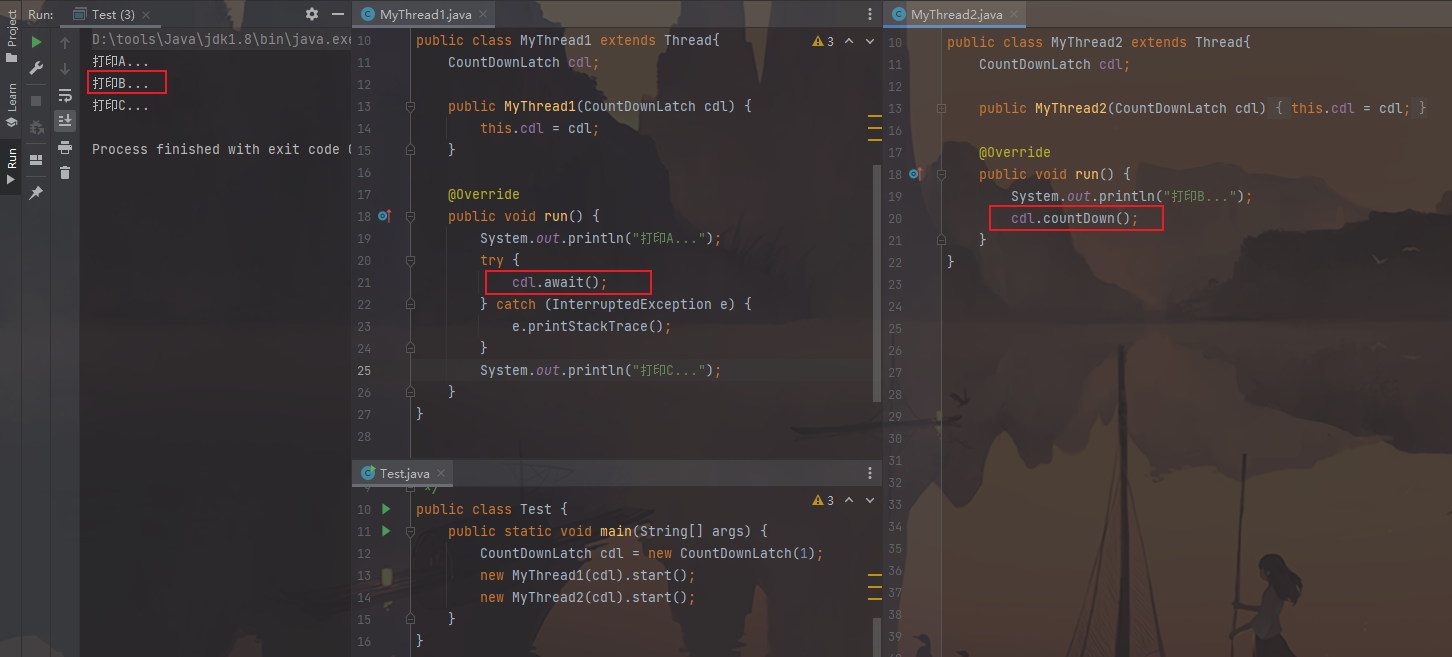 Project
Learn
Run
Run:
Test (3)
D:\tools\Java\jdk1.8\bin\java.exe
打印A...
打印B...
打印C...
Process finished with exit code
MyThread1.java
3
10 public class MyThread1 extends Thread{
11 CountDownLatch cdl;
12
13 public MyThread1(CountDownLatch cdl) {
14 this.cdl = cdl;
15 }
16
17 @Override
18 public void run() {
19 System.out.println("打印A...");
20 try {
21 cdl.await();
22 } catch (InterruptedException e) {
23 e.printStackTrace();
24 }
25 System.out.println("打印C...");
26 }
27 }
28
Test.java
3
9 */
10 public class Test {
11 public static void main(String[] args) {
12 CountDownLatch cdl = new CountDownLatch(1);
13 new MyThread1(cdl).start();
14 new MyThread2(cdl).start();
15 }
16 }
MyThread2.java
10 public class MyThread2 extends Thread{
11 CountDownLatch cdl;
12
13 public MyThread2(CountDownLatch cdl) { this.cdl = cdl; }
16
17 @Override
18 public void run() {
19 System.out.println("打印B...");
20 cdl.countDown();
21 }
22 }
23
24
25
26
27
28
29
30
31
32
33
34
35
36
37
38
39